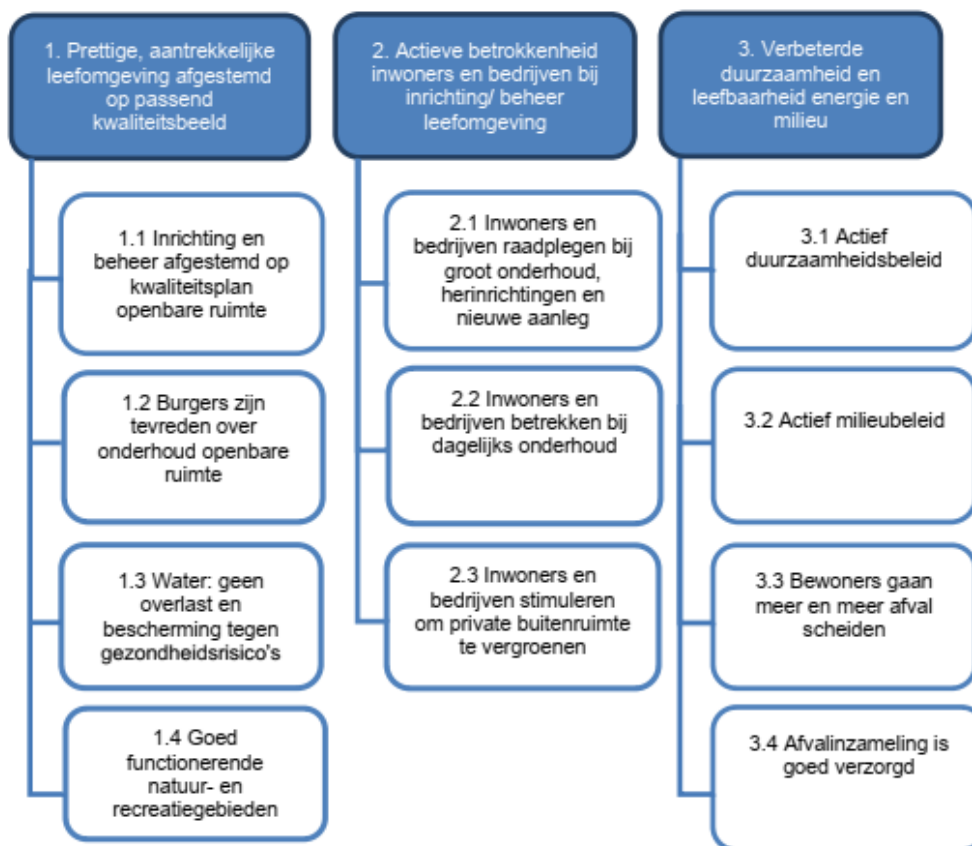 1. Prettige, aantrekkelijke
leefomgeving afgestemd
op passend
kwaliteitsbeeld
1.1 Inrichting en
beheer afgestemd op
kwaliteitsplan
openbare ruimte
1.2 Burgers zijn
tevreden over
onderhoud openbare
ruimte
1.3 Water: geen
overlast en
bescherming tegen
gezondheidsrisico's
1.4 Goed
functionerende
natuur- en
recreatiegebieden
2. Actieve betrokkenheid
inwoners en bedrijven bij
inrichting/ beheer
leefomgeving
2.1 Inwoners en
bedrijven raadplegen bij
groot onderhoud,
herinrichtingen en
nieuwe aanleg
2.2 Inwoners en
bedrijven betrekken bij
dagelijks onderhoud
2.3 Inwoners en
bedrijven stimuleren
om private buitenruimte
te vergroenen
3. Verbeterde
duurzaamheid en
leefbaarheid energie en
milieu
3.1 Actief
duurzaamheidsbeleid
3.2 Actief milieubeleid
3.3 Bewoners gaan
meer en meer afval
scheiden
3.4 Afvalinzameling is
goed verzorgd